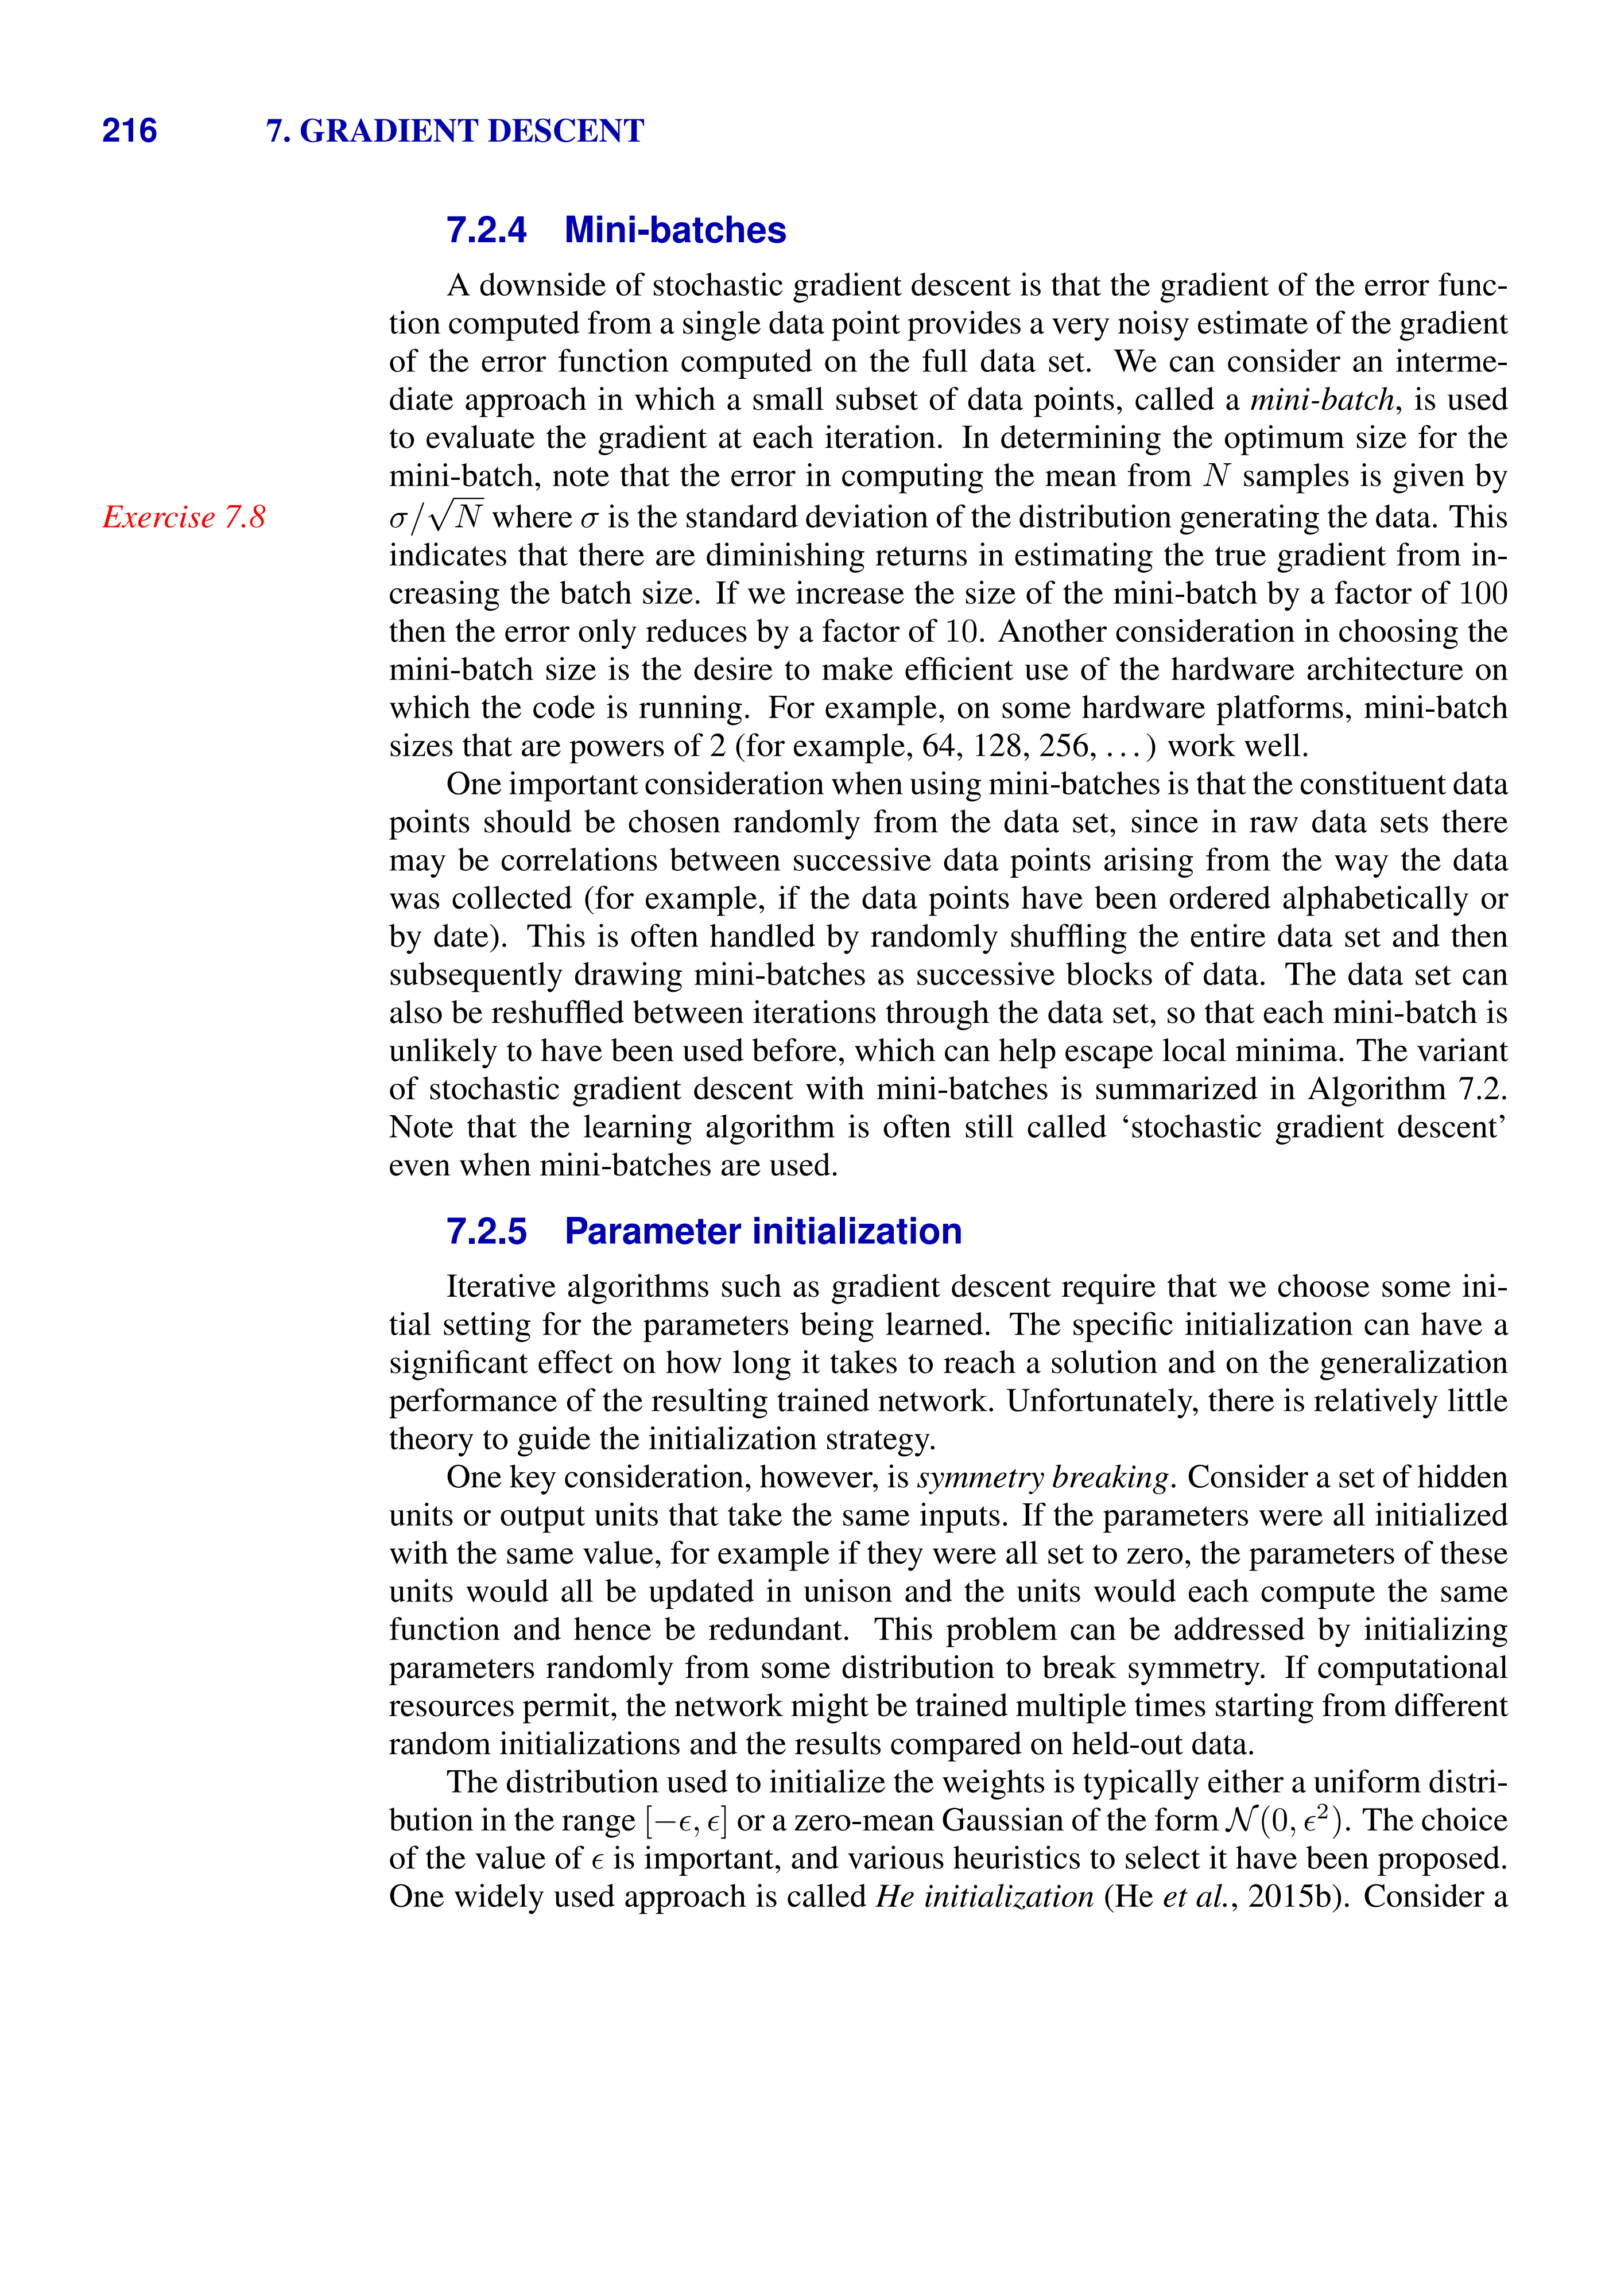 216 7. GRADIENT DESCENT
7.2.4 Mini-batches
A downside of stochastic gradient descent is that the gradient of the error func-
tion computed from a single data point provides a very noisy estimate of the gradient
of the error function computed on the full data set. We can consider an interme-
diate approach in which a small subset of data points, called a mini-batch, is used
to evaluate the gradient at each iteration. In determining the optimum size for the
mini-batch, note that the error in computing the mean from N samples is given by
Exercise 7.8
σ/√N where σ is the standard deviation of the distribution generating the data. This
indicates that there are diminishing returns in estimating the true gradient from in-
creasing the batch size. If we increase the size of the mini-batch by a factor of 100
then the error only reduces by a factor of 10. Another consideration in choosing the
mini-batch size is the desire to make efficient use of the hardware architecture on
which the code is running. For example, on some hardware platforms, mini-batch
sizes that are powers of 2 (for example, 64, 128, 256, ...) work well.
One important consideration when using mini-batches is that the constituent data
points should be chosen randomly from the data set, since in raw data sets there
may be correlations between successive data points arising from the way the data
was collected (for example, if the data points have been ordered alphabetically or
by date). This is often handled by randomly shuffling the entire data set and then
subsequently drawing mini-batches as successive blocks of data. The data set can
also be reshuffled between iterations through the data set, so that each mini-batch is
unlikely to have been used before, which can help escape local minima. The variant
of stochastic gradient descent with mini-batches is summarized in Algorithm 7.2.
Note that the learning algorithm is often still called ‘stochastic gradient descent’
even when mini-batches are used.
7.2.5 Parameter initialization
Iterative algorithms such as gradient descent require that we choose some ini-
tial setting for the parameters being learned. The specific initialization can have a
significant effect on how long it takes to reach a solution and on the generalization
performance of the resulting trained network. Unfortunately, there is relatively little
theory to guide the initialization strategy.
One key consideration, however, is symmetry breaking. Consider a set of hidden
units or output units that take the same inputs. If the parameters were all initialized
with the same value, for example if they were all set to zero, the parameters of these
units would all be updated in unison and the units would each compute the same
function and hence be redundant. This problem can be addressed by initializing
parameters randomly from some distribution to break symmetry. If computational
resources permit, the network might be trained multiple times starting from different
random initializations and the results compared on held-out data.
The distribution used to initialize the weights is typically either a uniform distri-
bution in the range [−ϵ, ϵ] or a zero-mean Gaussian of the form 𝒩(0, ϵ²). The choice
of the value of ϵ is important, and various heuristics to select it have been proposed.
One widely used approach is called He initialization (He et al., 2015b). Consider a